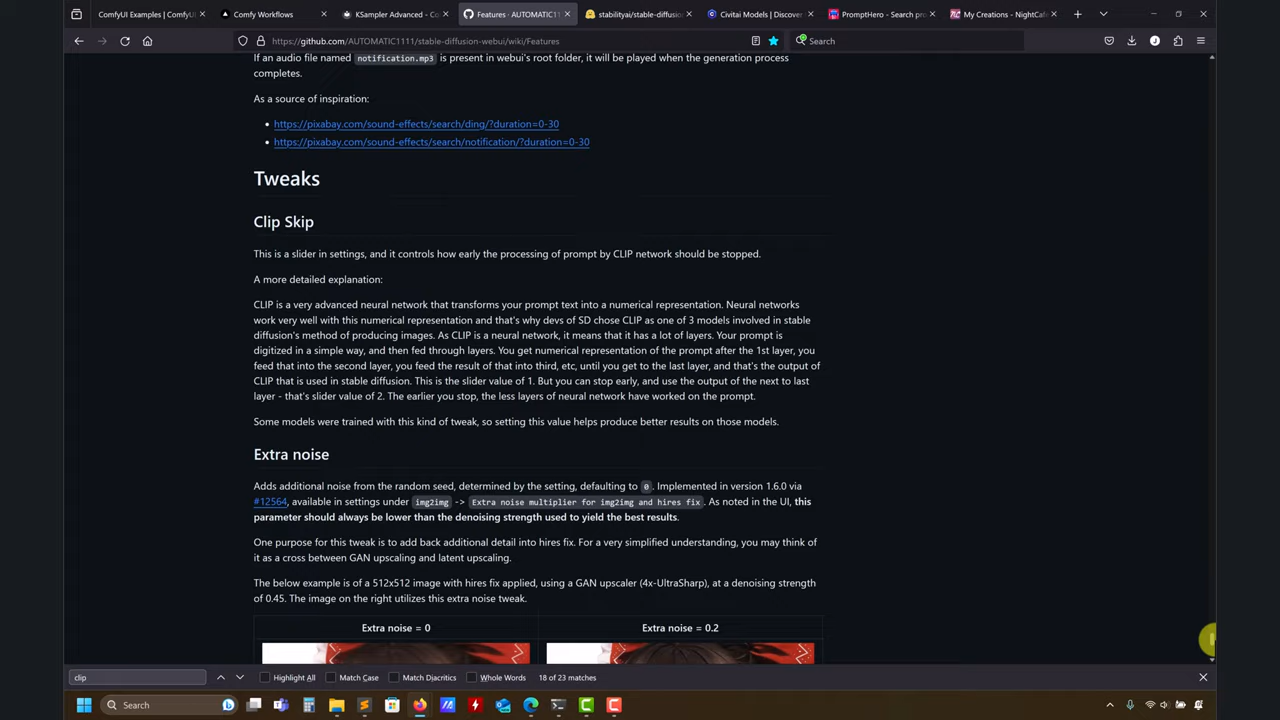 ComfyUI Examples | ComfyUI
Comfy Workflows
KSampler Advanced - Co
Features · AUTOMATIC11
stabilityai/stable-diffusion
Civitai Models | Discover
PromptHero - Search pro
My Creations - NightCafe
https://github.com/AUTOMATIC1111/stable-diffusion-webui/wiki/Features
Search
If an audio file named notification.mp3 is present in webui's root folder, it will be played when the generation process
completes.
As a source of inspiration:
https://pixabay.com/sound-effects/search/ding/?duration=0-30
https://pixabay.com/sound-effects/search/notification/?duration=0-30
Tweaks
Clip Skip
This is a slider in settings, and it controls how early the processing of prompt by CLIP network should be stopped.
A more detailed explanation:
CLIP is a very advanced neural network that transforms your prompt text into a numerical representation. Neural networks
work very well with this numerical representation and that's why devs of SD chose CLIP as one of 3 models involved in stable
diffusion's method of producing images. As CLIP is a neural network, it means that it has a lot of layers. Your prompt is
digitized in a simple way, and then fed through layers. You get numerical representation of the prompt after the 1st layer, you
feed that into the second layer, you feed the result of that into third, etc, until you get to the last layer, and that's the output of
CLIP that is used in stable diffusion. This is the slider value of 1. But you can stop early, and use the output of the next to last
layer - that's slider value of 2. The earlier you stop, the less layers of neural network have worked on the prompt.
Some models were trained with this kind of tweak, so setting this value helps produce better results on those models.
Extra noise
Adds additional noise from the random seed, determined by the setting, defaulting to 0. Implemented in version 1.6.0 via
#12564, available in settings under img2img -> Extra noise multiplier for img2img and hires fix. As noted in the UI, this
parameter should always be lower than the denoising strength used to yield the best results.
One purpose for this tweak is to add back additional detail into hires fix. For a very simplified understanding, you may think of
it as a cross between GAN upscaling and latent upscaling.
The below example is of a 512x512 image with hires fix applied, using a GAN upscaler (4x-UltraSharp), at a denoising strength
of 0.45. The image on the right utilizes this extra noise tweak.
Extra noise = 0
Extra noise = 0.2
clip
Highlight All
Match Case
Match Diacritics
Whole Words
18 of 23 matches
Search